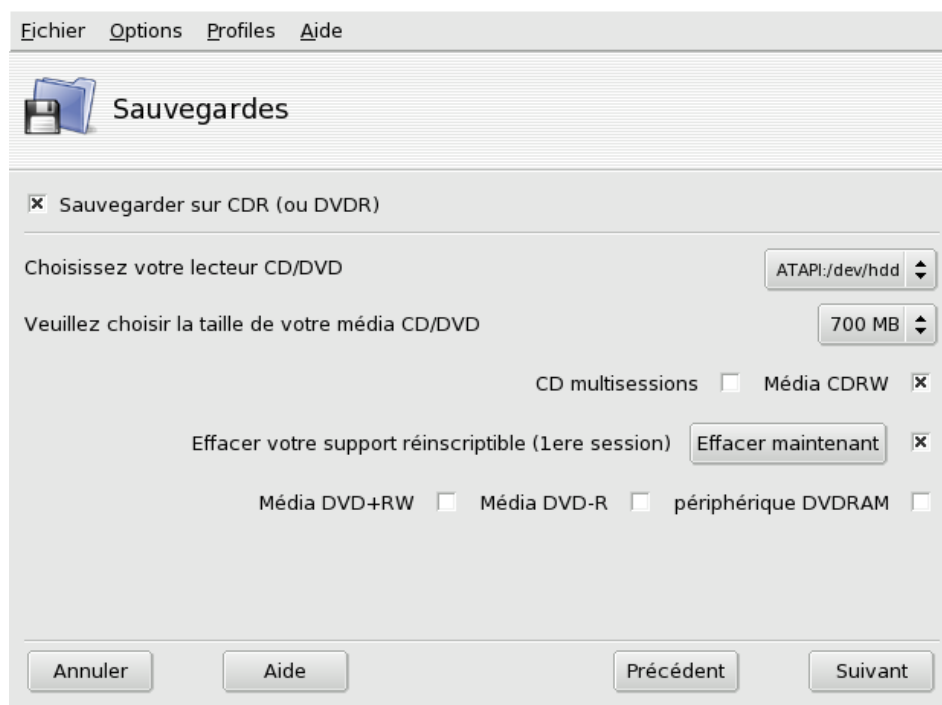 Fichier Options Profiles Aide
Sauvegardes
Sauvegarder sur CDR (ou DVDR)
Choisissez votre lecteur CD/DVD ATAPI:/dev/hdd
Veuillez choisir la taille de votre média CD/DVD 700 MB
CD multisessions Média CDRW
Effacer votre support réinscriptible (1ere session) Effacer maintenant
Média DVD+RW Média DVD-R périphérique DVDRAM
Annuler Aide Précédent Suivant